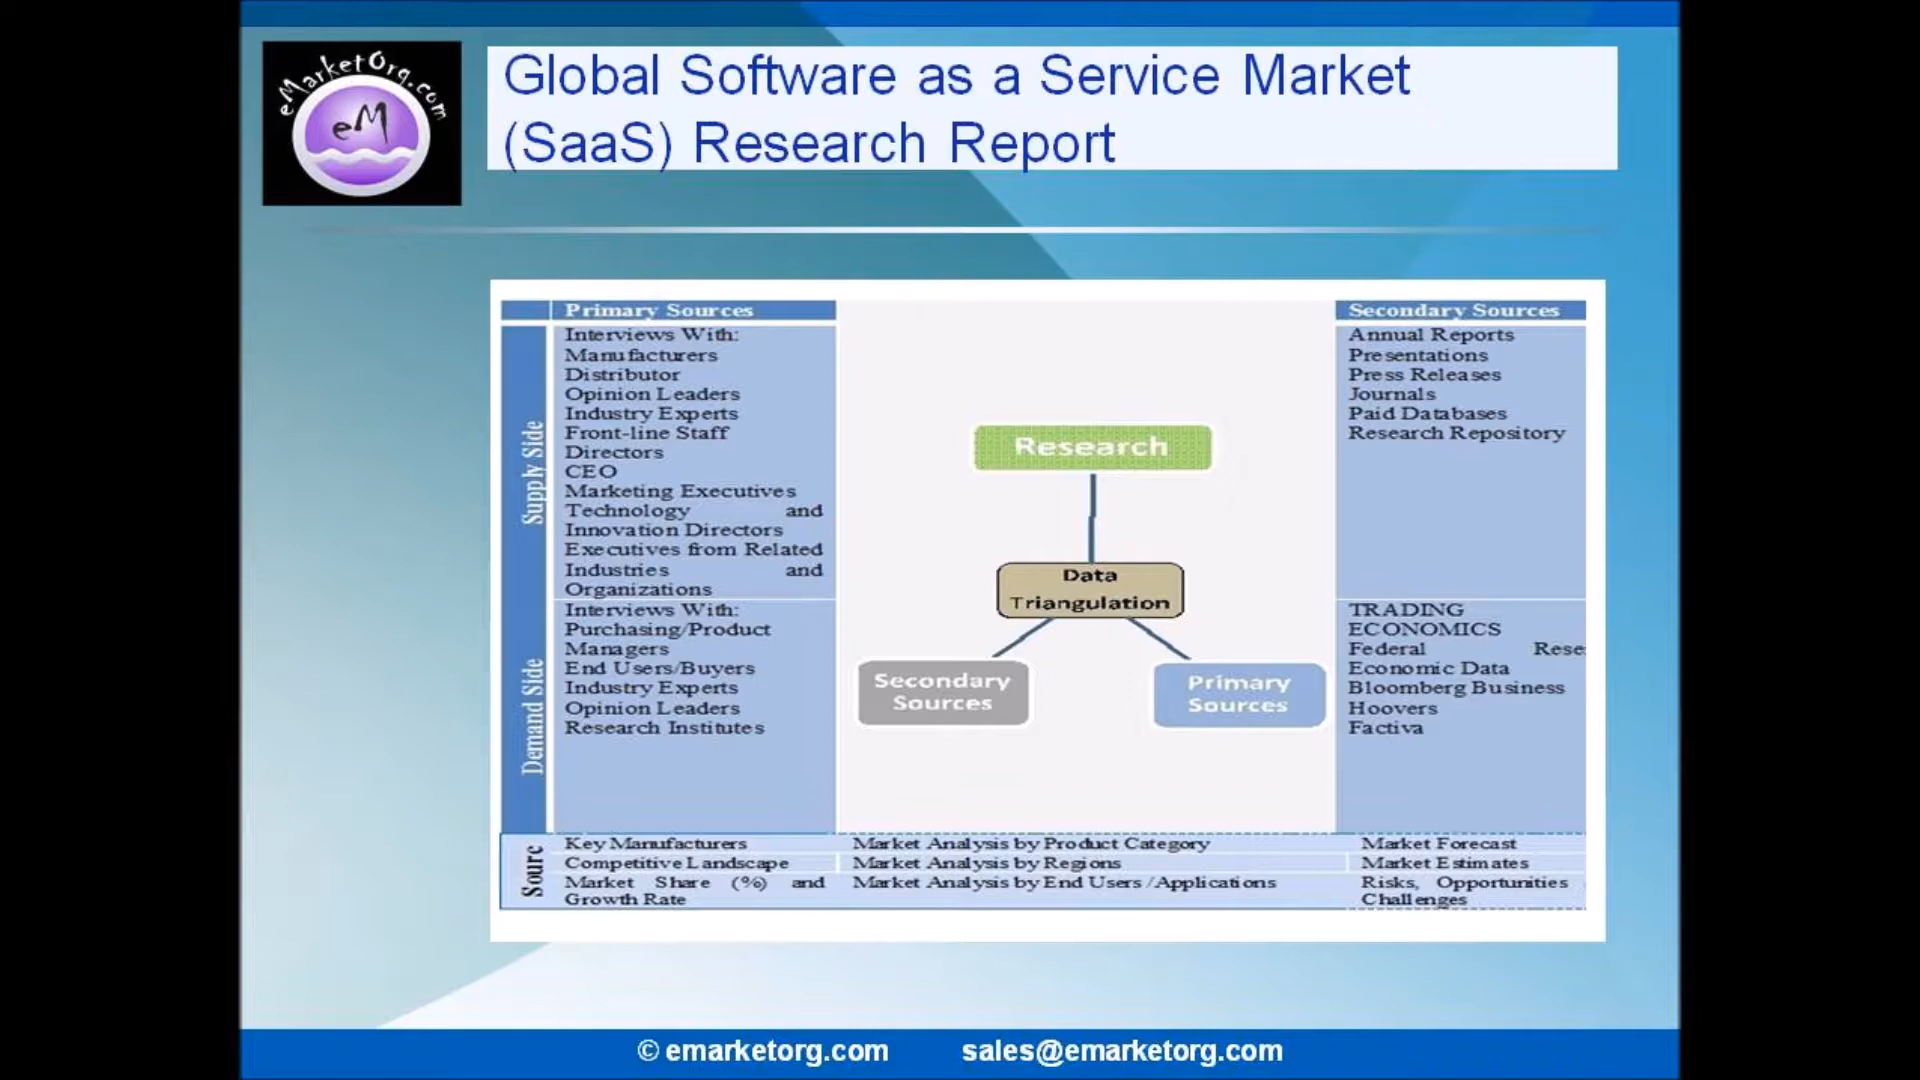 eMarketOrg.com
eM
Global Software as a Service Market
(SaaS) Research Report
Primary Sources
Supply Side
Interviews With:
Manufacturers
Distributor
Opinion Leaders
Industry Experts
Front-line Staff
Directors
CEO
Marketing Executives
Technology and
Innovation Directors
Executives from Related
Industries and
Organizations
Demand Side
Interviews With:
Purchasing/Product
Managers
End Users/Buyers
Industry Experts
Opinion Leaders
Research Institutes
Research
Data
Triangulation
Secondary
Sources
Primary
Sources
Secondary Sources
Annual Reports
Presentations
Press Releases
Journals
Paid Databases
Research Repository
TRADING
ECONOMICS
Federal Rese
Economic Data
Bloomberg Business
Hoovers
Factiva
Sourc
Key Manufacturers
Competitive Landscape
Market Share (%) and
Growth Rate
Market Analysis by Product Category
Market Analysis by Regions
Market Analysis by End Users /Applications
Market Forecast
Market Estimates
Risks, Opportunities
Challenges
© emarketorg.com sales@emarketorg.com